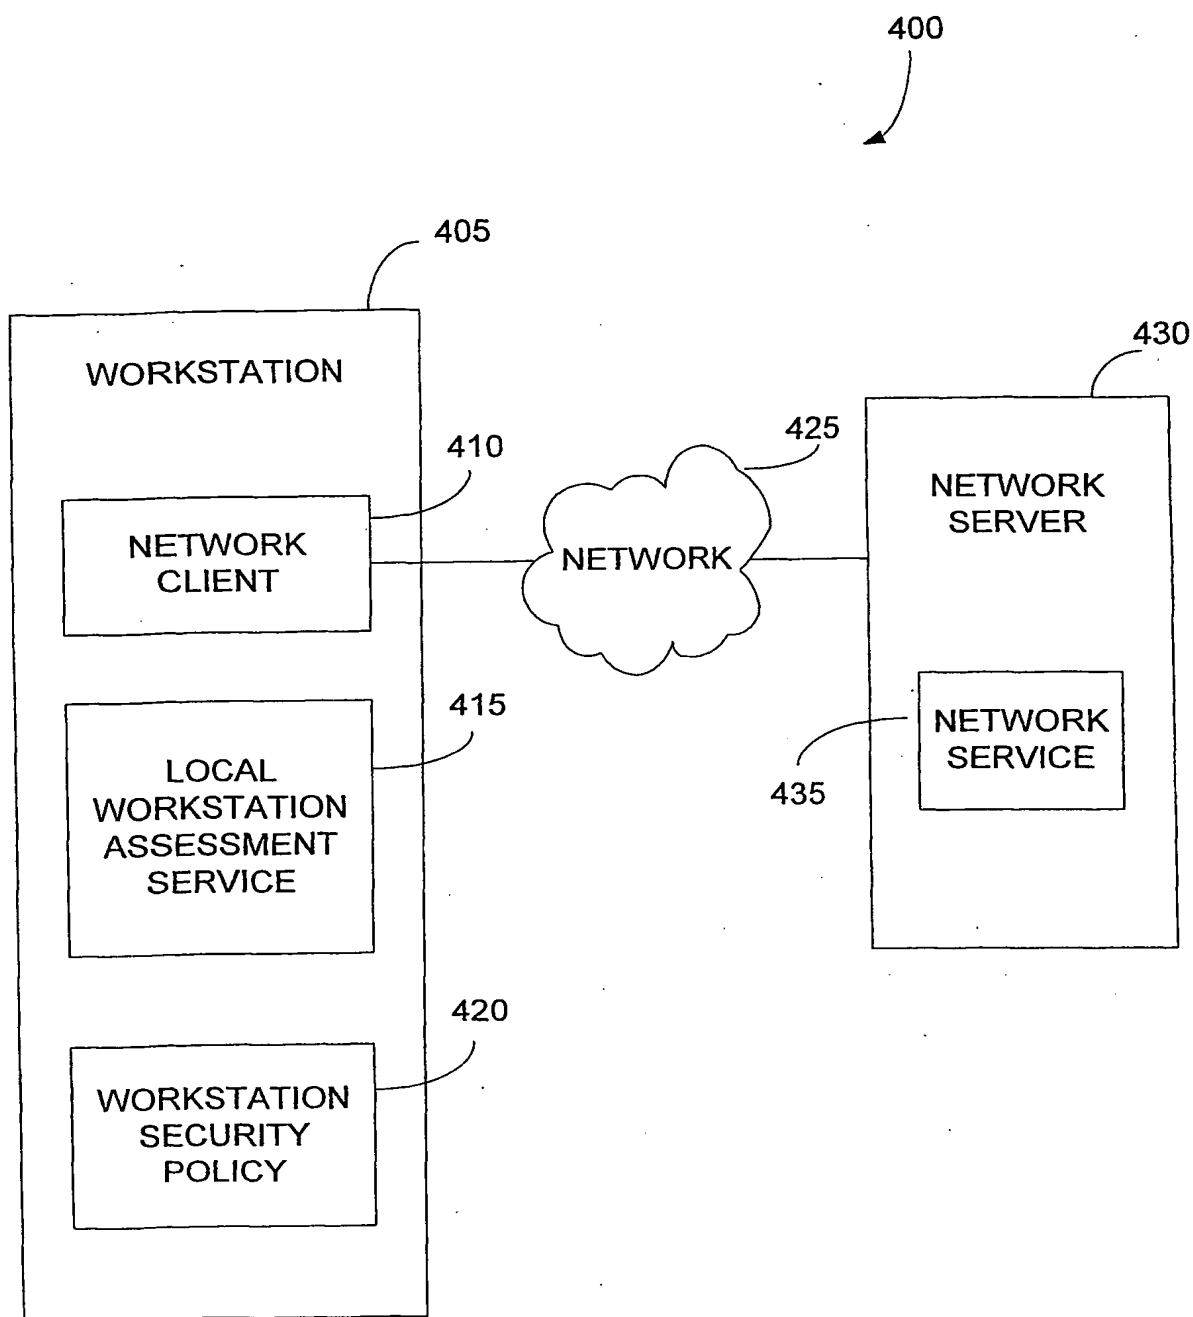 400
405
WORKSTATION
430
410
425
NETWORK
SERVER
NETWORK
CLIENT
NETWORK
415
NETWORK
SERVICE
435
LOCAL
WORKSTATION
ASSESSMENT
SERVICE
420
WORKSTATION
SECURITY
POLICY